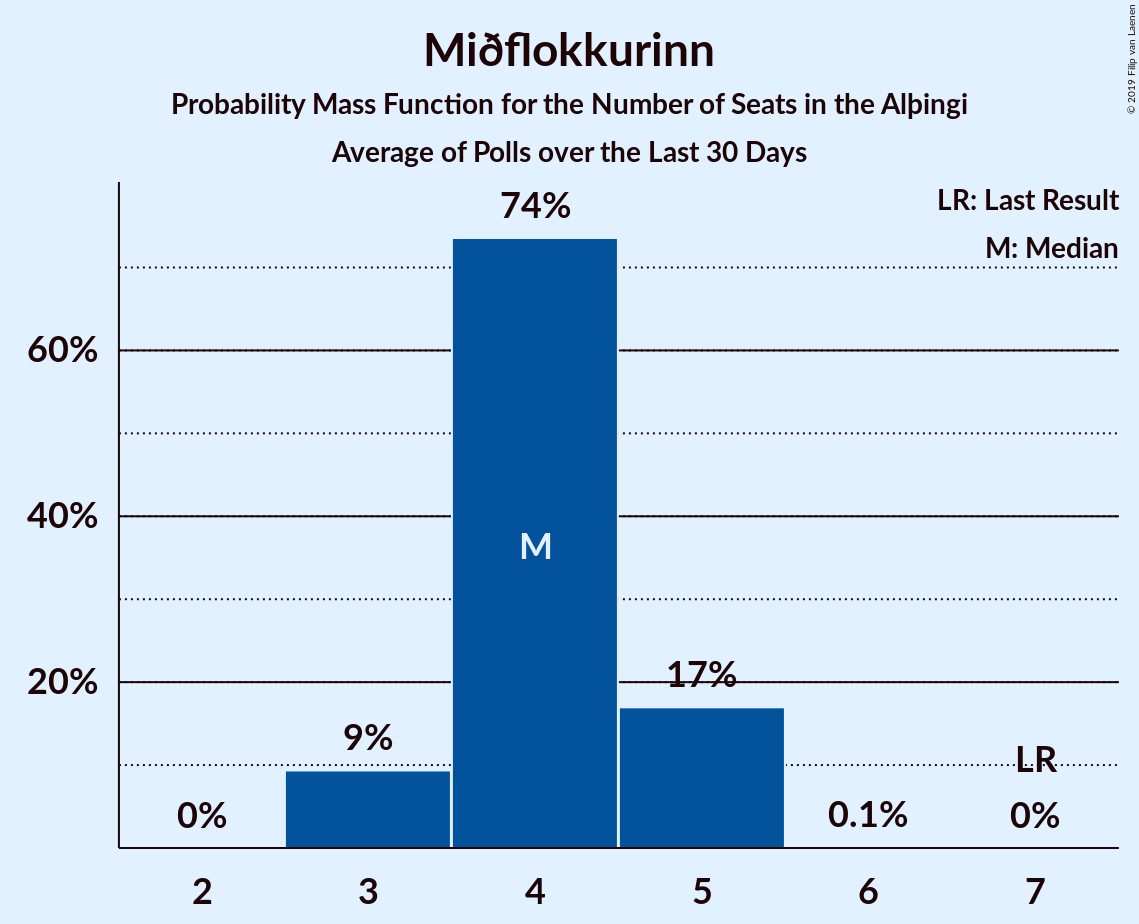 Miðflokkurinn
Probability Mass Function for the Number of Seats in the Alþingi
Average of Polls over the Last 30 Days
© 2019 Filip van Laenen
LR: Last Result
M: Median
74%
60%
40%
M
20%
17%
9%
LR
0%
0.1%
0%
2 3 4 5 6 7